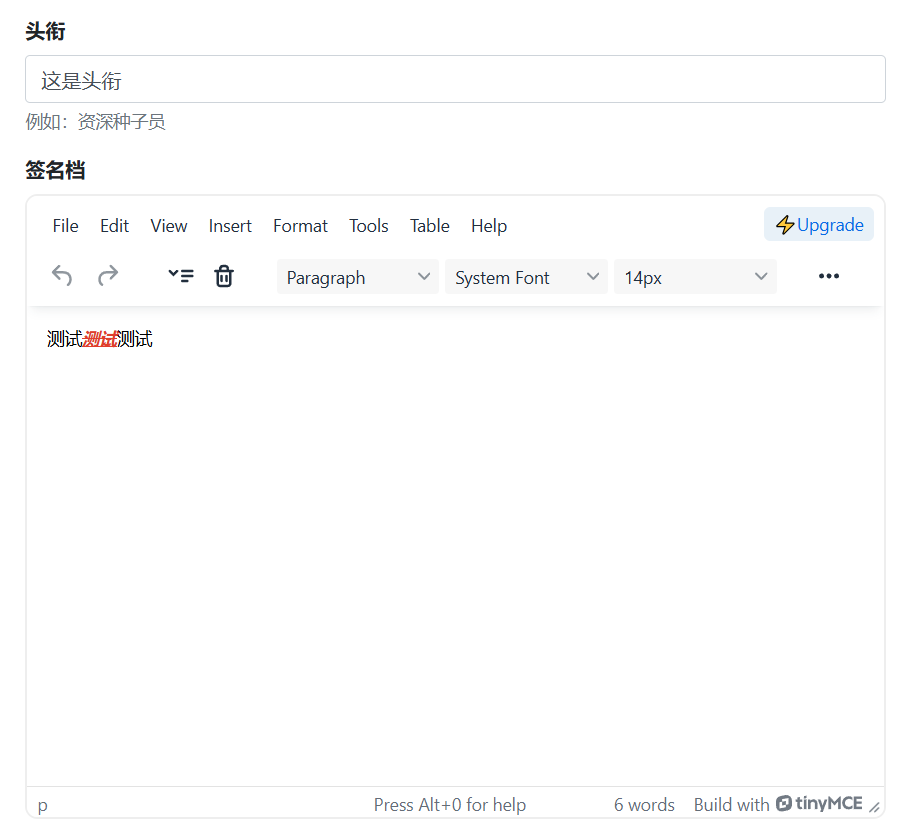 头衔
这是头衔
例如：资深种子员
签名档
File Edit View Insert Format Tools Table Help ⚡Upgrade
Paragraph System Font 14px
测试测试测试
p Press Alt+0 for help 6 words Build with tinyMCE